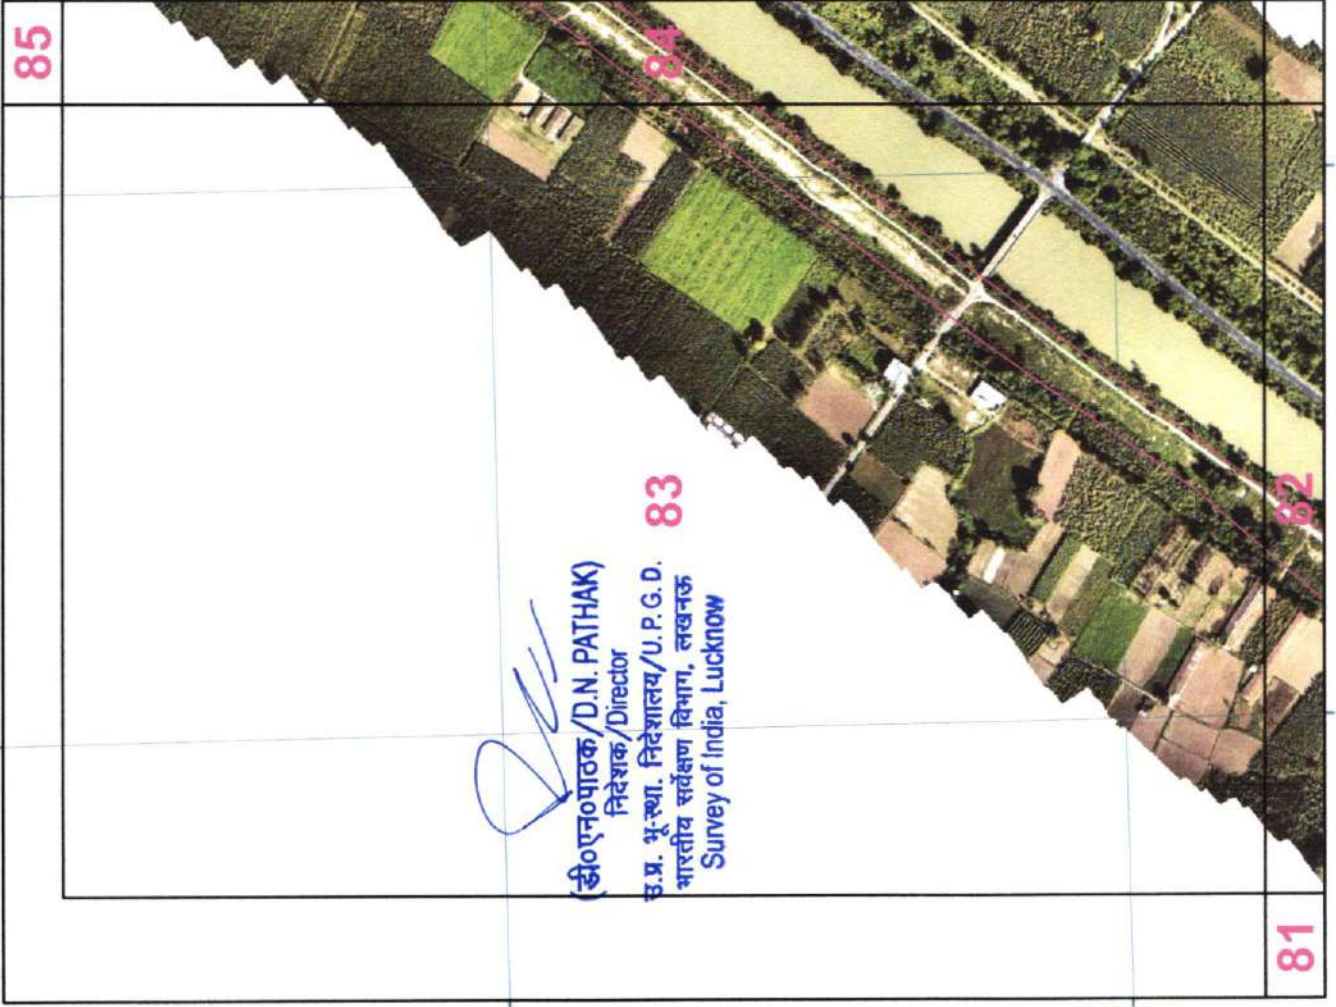 85
84
83
82
81
(डी०एन०पाठक/D.N. PATHAK)
निदेशक/Director
उ.प्र. भू-स्था. निदेशालय/U.P.G.D.
भारतीय सर्वेक्षण विभाग, लखनऊ
Survey of India, Lucknow